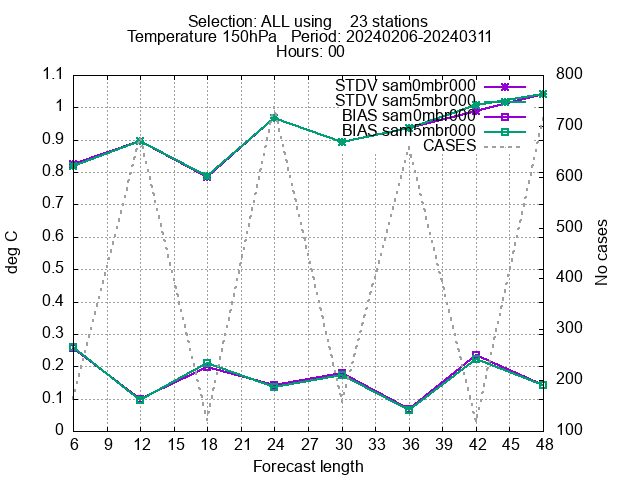 Selection: ALL using    23 stations
Temperature 150hPa   Period: 20240206-20240311
Hours: 00
STDV sam0mbr000
STDV sam5mbr000
BIAS sam0mbr000
BIAS sam5mbr000
CASES
deg C
1.1
1
0.9
0.8
0.7
0.6
0.5
0.4
0.3
0.2
0.1
0
No cases
800
700
600
500
400
300
200
100
6 12 15 18 21 24 27 30 33 36 39 42 45 48
Forecast length